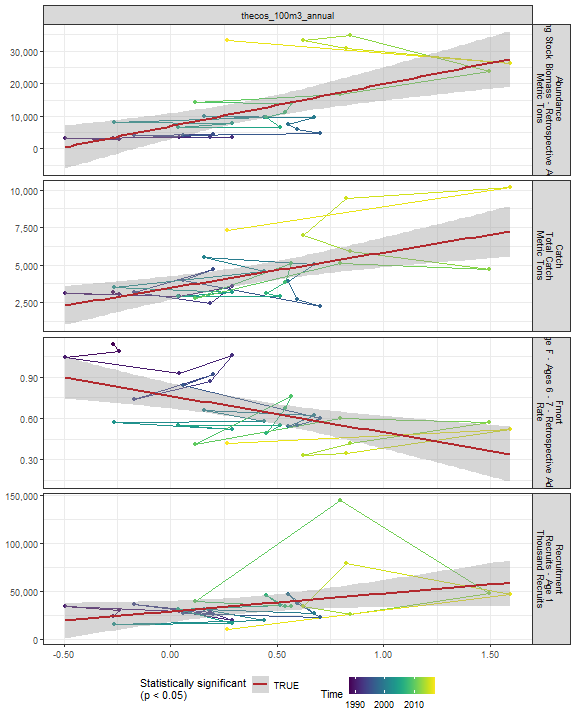 thecos_100m3_annual
30,000
20,000
10,000
0
Abundance
g Stock Biomass - Retrospective A
Metric Tons
10,000
7,500
5,000
2,500
Catch
Total Catch
Metric Tons
0.90
0.60
0.30
Fmort
e F - Ages 6 - 7 - Retrospective Ad
Rate
150,000
100,000
50,000
0
Recruitment
Recruits - Age 1
Thousand Recruits
-0.50
0.00
0.50
1.00
1.50
Statistically significant
(p < 0.05)
TRUE
Time
1990 2000 2010